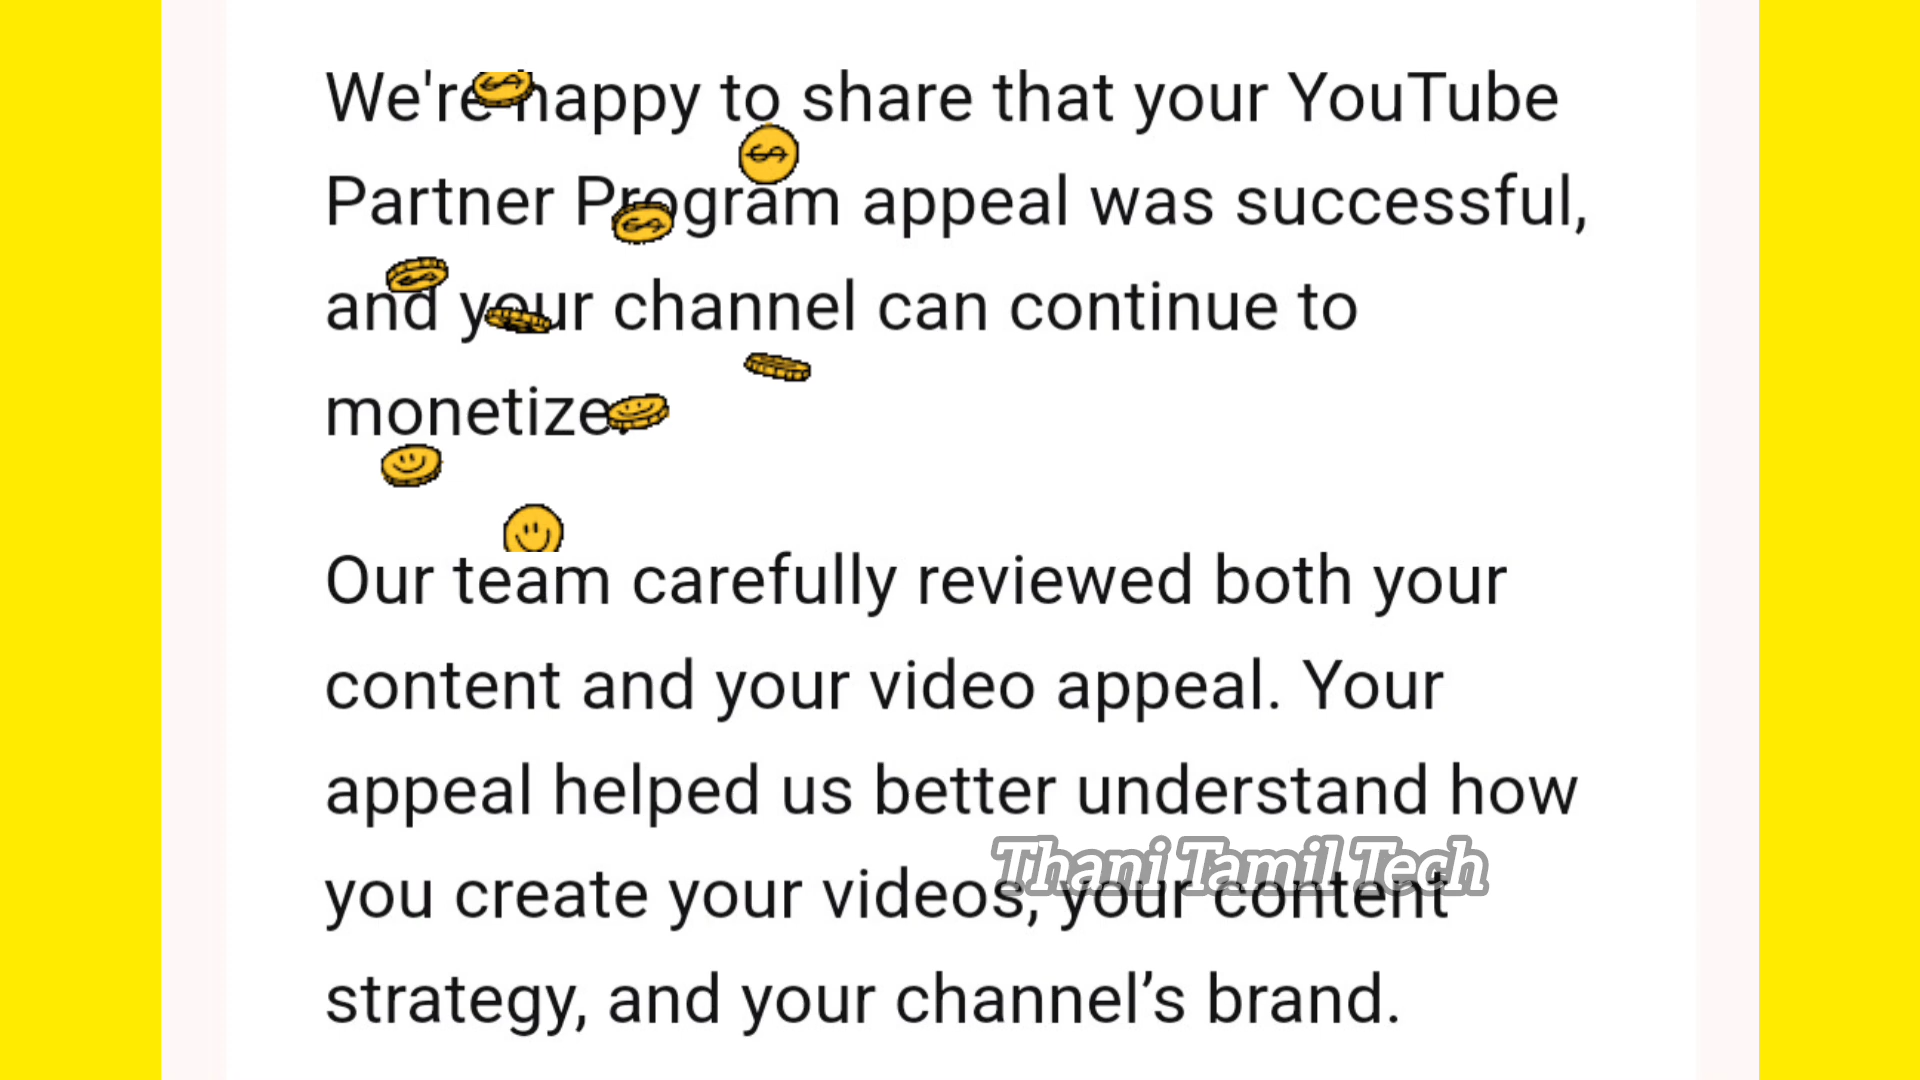 We're happy to share that your YouTube
Partner Program appeal was successful,
and your channel can continue to
monetize.
Our team carefully reviewed both your
content and your video appeal. Your
appeal helped us better understand how
Thani Tamil Tech
you create your videos, your content
strategy, and your channel’s brand.